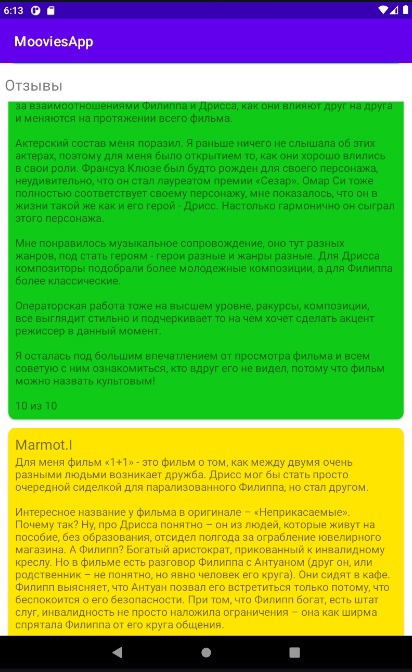 6:13
MooviesApp
Отзывы
за взаимоотношениями Филиппа и Дрисса, как они влияют друг на друга
и меняются на протяжении всего фильма.
Актерский состав меня поразил. Я раньше ничего не слышала об этих
актерах, поэтому для меня было открытием то, как они хорошо влились
в свои роли. Франсуа Клюзе был будто рожден для своего персонажа,
неудивительно, что он стал лауреатом премии «Сезар». Омар Си тоже
полностью соответствует своему персонажу, мне показалось, что он в
жизни такой же как и его герой - Дрисс. Настолько гармонично он сыграл
этого персонажа.
Мне понравилось музыкальное сопровождение, оно тут разных
жанров, под стать героям - герои разные и жанры разные. Для Дрисса
композиторы подобрали более молодежные композиции, а для Филиппа
более классические.
Операторская работа тоже на высшем уровне, ракурсы, композиции,
все выглядит стильно и подчеркивает то на чем хочет сделать акцент
режиссер в данный момент.
Я осталась под большим впечатлением от просмотра фильма и всем
советую с ним ознакомиться, кто вдруг его не видел, потому что фильм
можно назвать культовым!
10 из 10
Marmot.I
Для меня фильм «1+1» - это фильм о том, как между двумя очень
разными людьми возникает дружба. Дрисс мог бы стать просто
очередной сиделкой для парализованного Филиппа, но стал другом.
Интересное название у фильма в оригинале – «Неприкасаемые».
Почему так? Ну, про Дрисса понятно – он из людей, которые живут на
пособие, без образования, отсидел полгода за ограбление ювелирного
магазина. А Филипп? Богатый аристократ, прикованный к инвалидному
креслу. Но в фильме есть разговор Филиппа с Антуаном (друг он, или
родственник – не понятно, но явно человек его круга). Они сидят в кафе.
Филипп выясняет, что Антуан позвал его встретиться только потому, что
беспокоится о его безопасности. При том, что Филипп богат, есть штат
слуг, инвалидность не просто наложила ограничения – она как ширма
спрятала Филиппа от его круга общения.